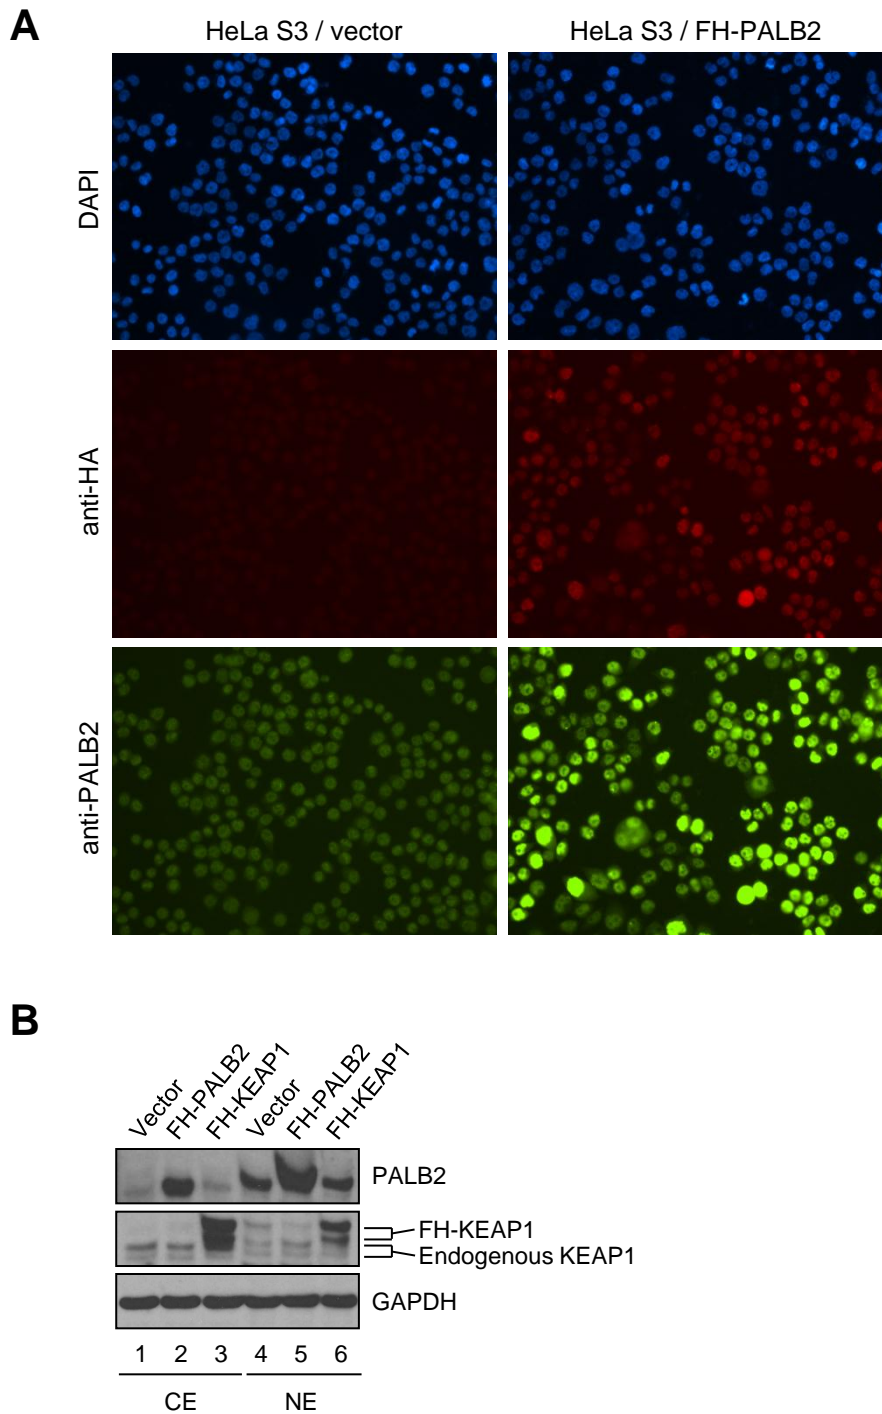 A
HeLa S3 / vector
HeLa S3 / FH-PALB2
DAPI
anti-HA
anti-PALB2
B
Vector
FH-PALB2
FH-KEAP1
Vector
FH-PALB2
FH-KEAP1
PALB2
FH-KEAP1
Endogenous KEAP1
GAPDH
1 2 3 4 5 6
CE NE